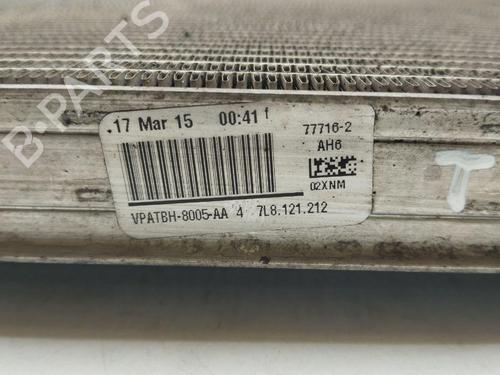 B-PARTS
.17 Mar 15 00:41 f
77716-2
AH6
02XNM
VPATBH-8005-AA 4 7L8.121.212
T